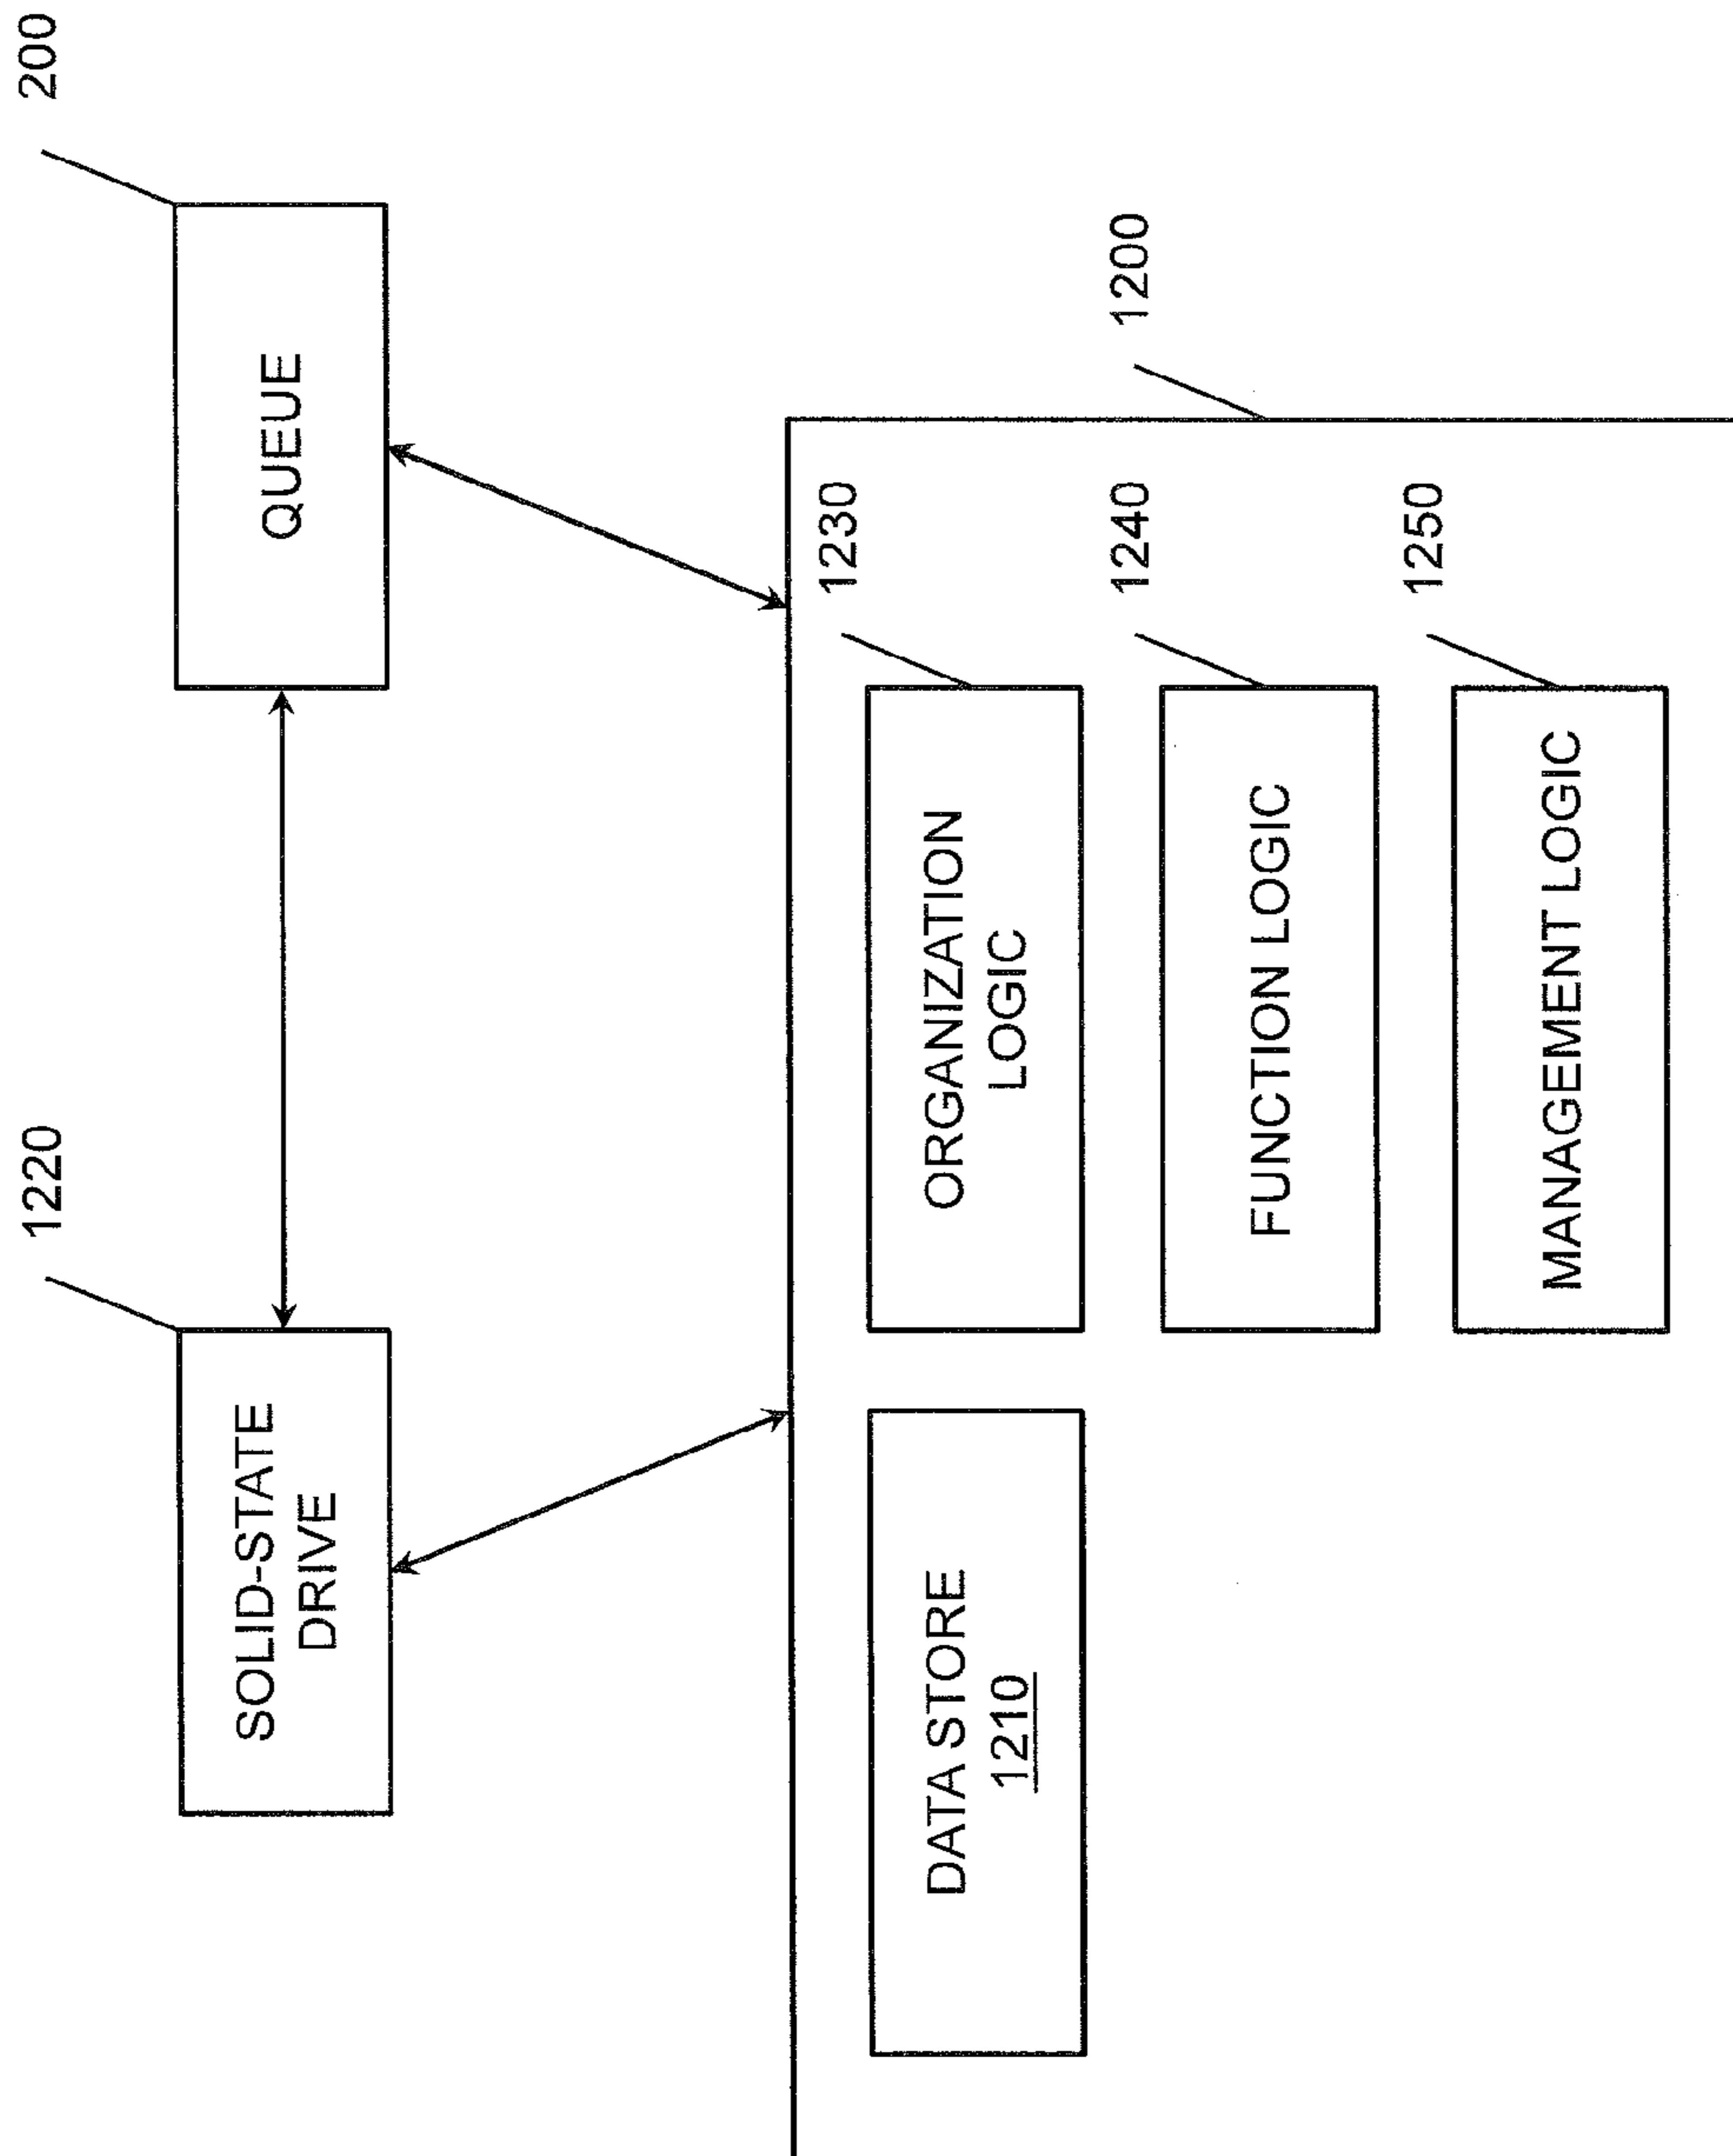 1220
200
SOLID-STATE
DRIVE
QUEUE
1200
DATA STORE
1210
ORGANIZATION
LOGIC
1230
FUNCTION LOGIC
1240
MANAGEMENT LOGIC
1250